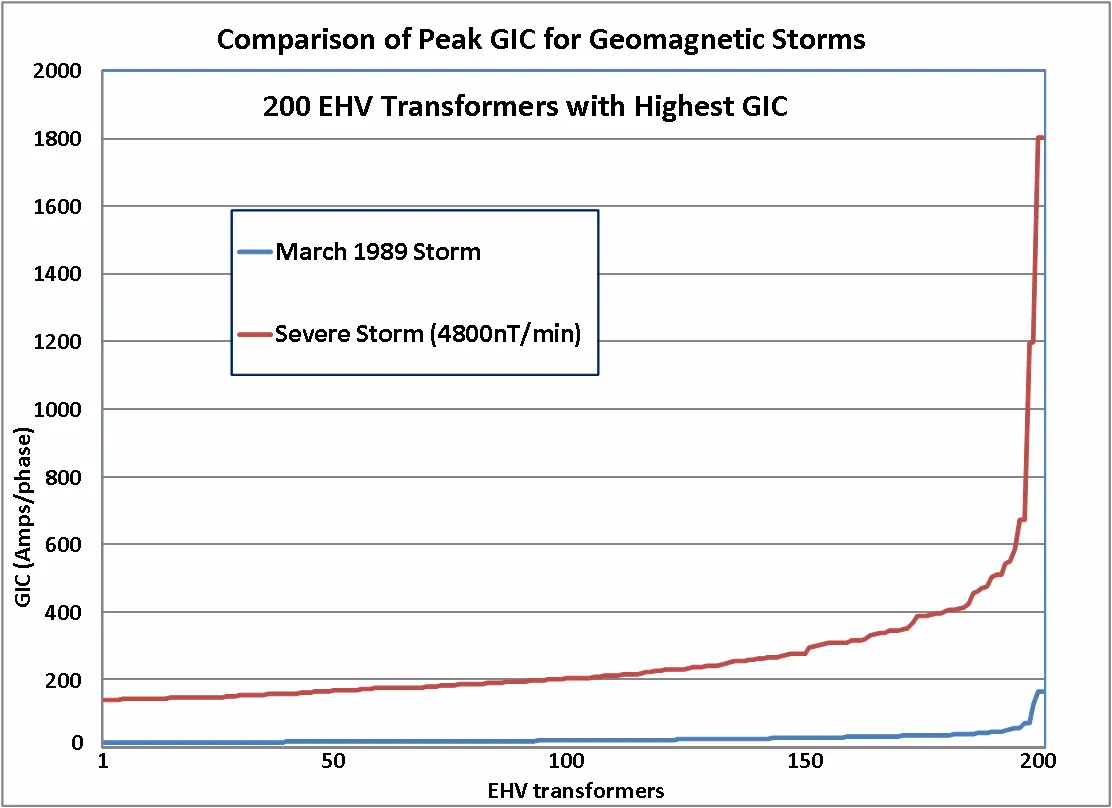 Comparison of Peak GIC for Geomagnetic Storms
2000
200 EHV Transformers with Highest GIC
1800
1600
March 1989 Storm
1400
Severe Storm (4800nT/min)
1200
1000
800
600
400
200
0
GIC (Amps/phase)
1
50
100
150
200
EHV transformers